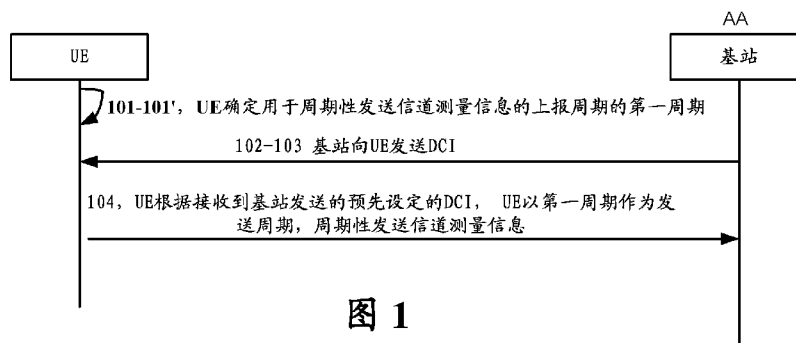 AA
UE
基站
101-101', UE确定用于周期性发送信道测量信息的上报周期的第一周期
102-103 基站向UE发送DCI
104, UE根据接收到基站发送的预先设定的DCI, UE以第一周期作为发
送周期, 周期性发送信道测量信息
图 1